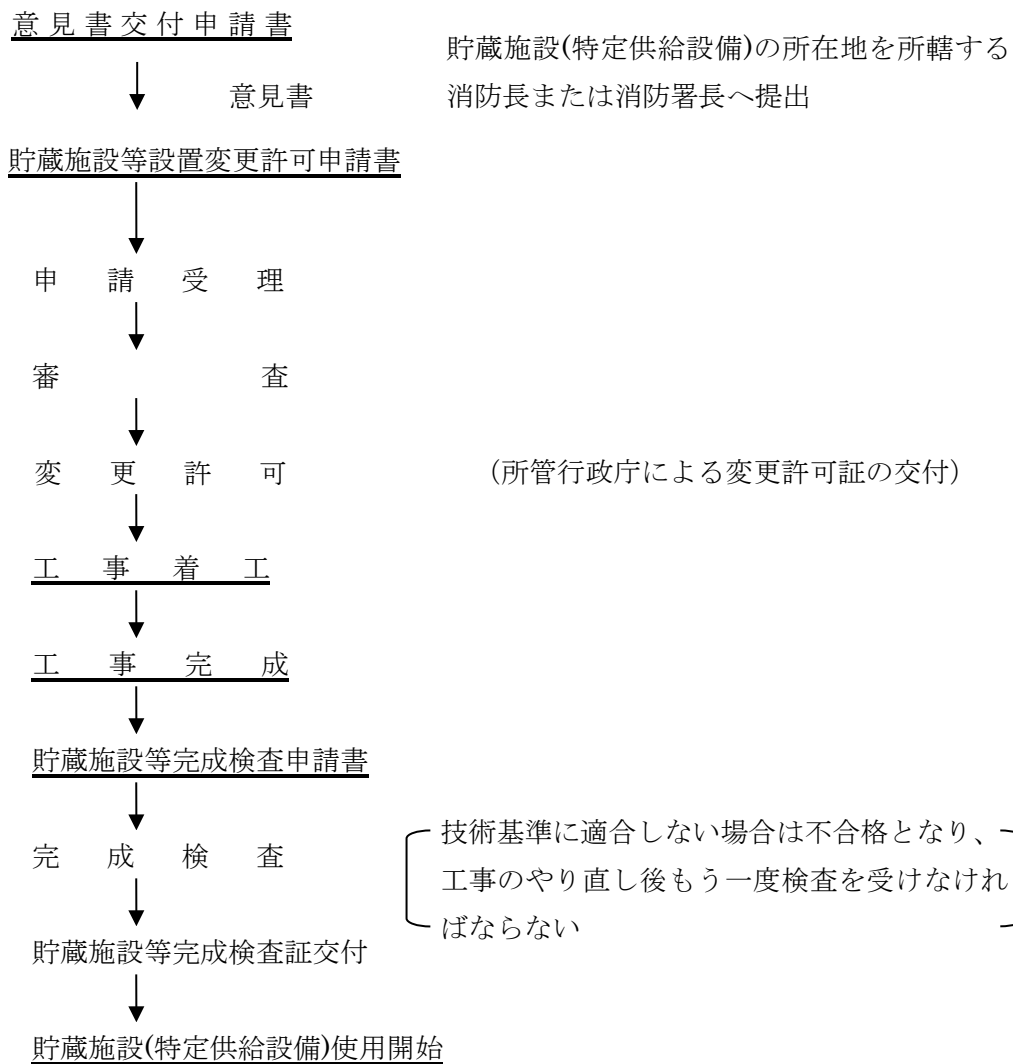 意見書交付申請書
貯蔵施設(特定供給設備)の所在地を所轄する
意見書
消防長または消防署長へ提出
貯蔵施設等設置変更許可申請書
申請受理
審査
変更許可
（所管行政庁による変更許可証の交付）
工事着工
工事完成
貯蔵施設等完成検査申請書
完成検査
技術基準に適合しない場合は不合格となり、
工事のやり直し後もう一度検査を受けなけれ
ばならない
貯蔵施設等完成検査証交付
貯蔵施設(特定供給設備)使用開始